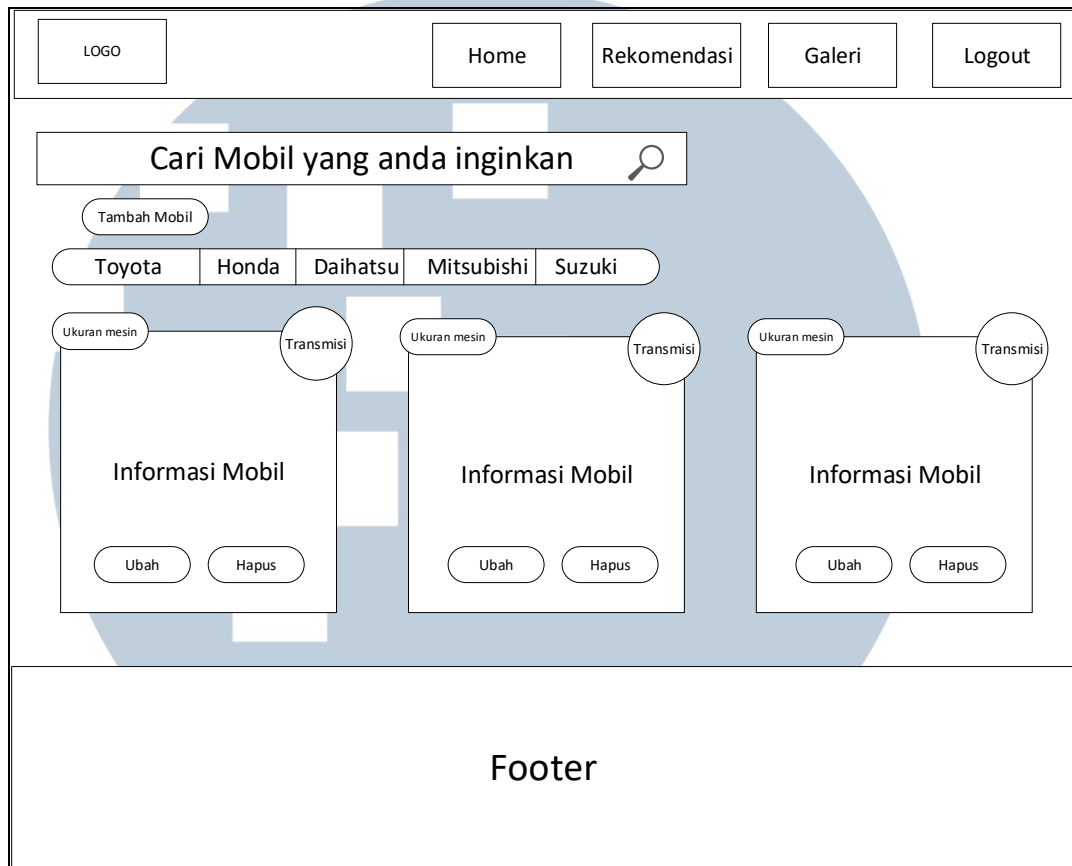 LOGO
Home
Rekomendasi
Galeri
Logout
Cari Mobil yang anda inginkan
Tambah Mobil
Toyota
Honda
Daihatsu
Mitsubishi
Suzuki
Ukuran mesin
Transmisi
Informasi Mobil
Ubah
Hapus
Ukuran mesin
Transmisi
Informasi Mobil
Ubah
Hapus
Ukuran mesin
Transmisi
Informasi Mobil
Ubah
Hapus
Footer